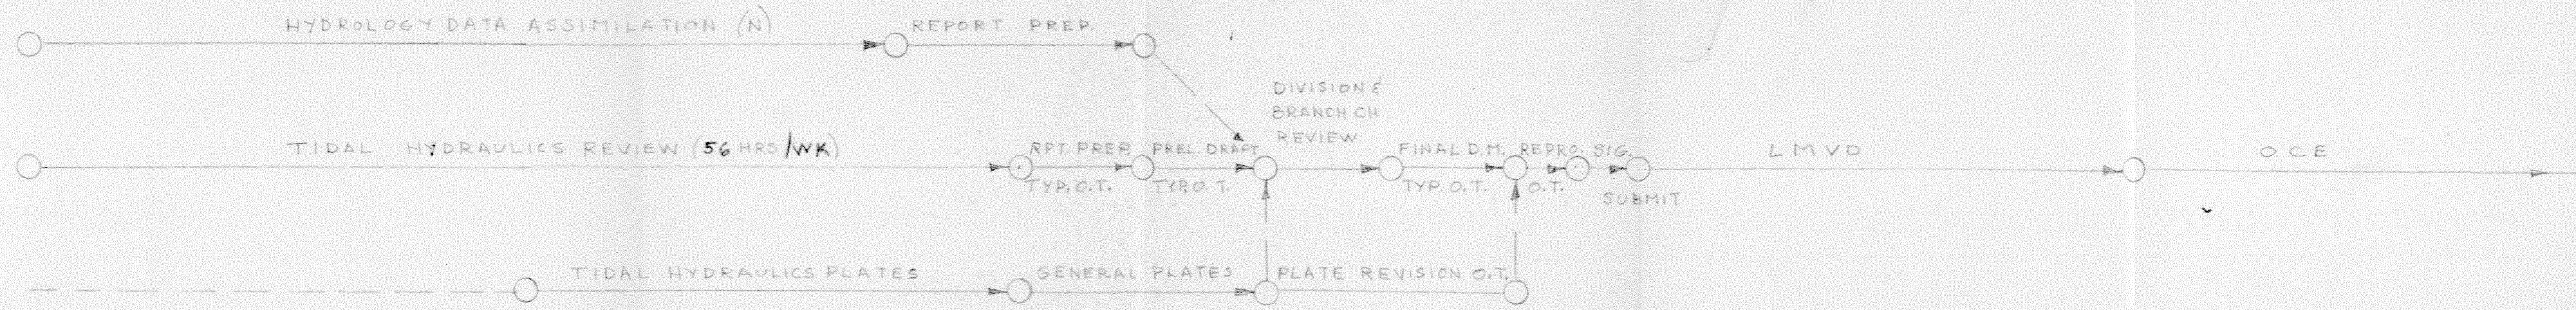 HYDROLOGY DATA ASSIMILATION (N)
REPORT PREP.
DIVISION &
BRANCH CH
REVIEW
TIDAL HYDRAULICS REVIEW (56 HRS/WK)
RPT. PREP.
TYP. O.T.
PREL. DRAFT
TYP. O.T.
FINAL D.M.
TYP. O.T.
REPRO.
O.T.
SIG.
SUBMIT
LMVD
OCE
TIDAL HYDRAULICS PLATES
GENERAL PLATES
PLATE REVISION O.T.